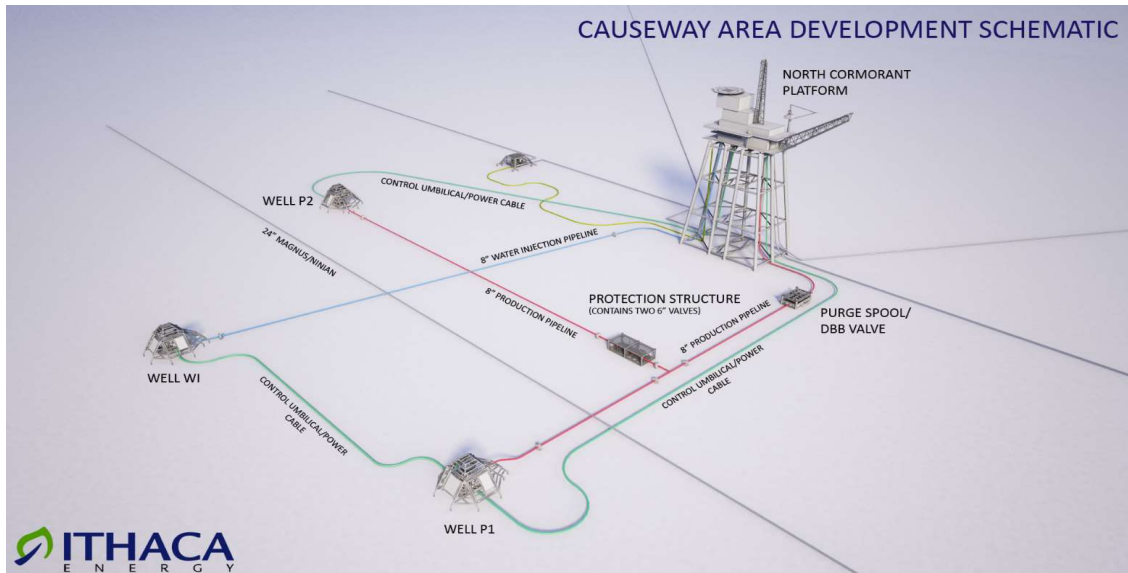 CAUSEWAY AREA DEVELOPMENT SCHEMATIC
NORTH CORMORANT
PLATFORM
CONTROL UMBILICAL/POWER CABLE
WELL P2
24" MAGNUS/NINIAN
8" WATER INJECTION PIPELINE
8" PRODUCTION PIPELINE
PROTECTION STRUCTURE
(CONTAINS TWO 6" VALVES)
8" PRODUCTION PIPELINE
PURGE SPOOL/
DBB VALVE
WELL WI
CONTROL UMBILICAL/POWER
CABLE
CONTROL UMBILICAL/POWER
CABLE
WELL P1
ITHACA
ENERGY